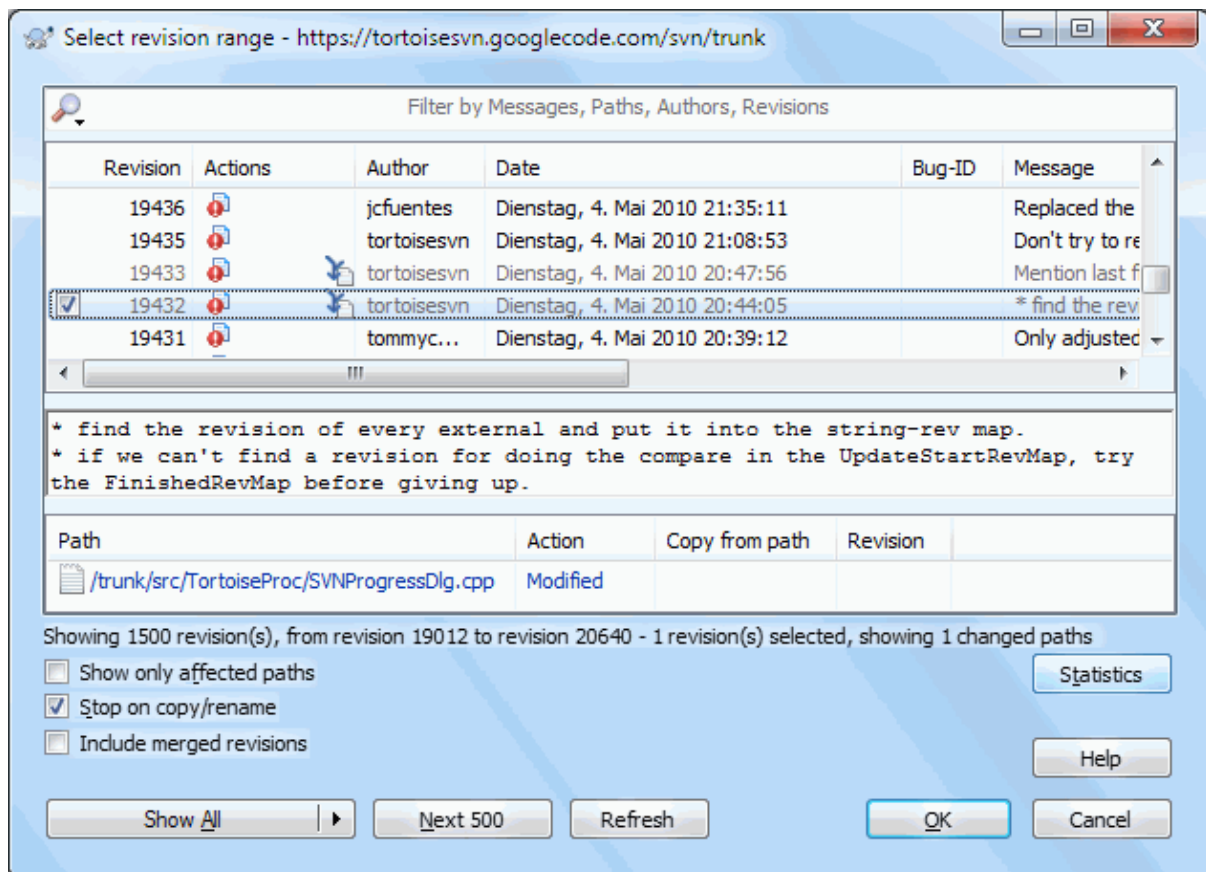 Select revision range - https://tortoisesvn.googlecode.com/svn/trunk
Filter by Messages, Paths, Authors, Revisions
Revision Actions Author Date Bug-ID Message
19436 jcfuentes Dienstag, 4. Mai 2010 21:35:11 Replaced the
19435 tortoisesvn Dienstag, 4. Mai 2010 21:08:53 Don't try to re
19433 tortoisesvn Dienstag, 4. Mai 2010 20:47:56 Mention last f
19432 tortoisesvn Dienstag, 4. Mai 2010 20:44:05 * find the rev
19431 tommyc... Dienstag, 4. Mai 2010 20:39:12 Only adjusted
* find the revision of every external and put it into the string-rev map.
* if we can't find a revision for doing the compare in the UpdateStartRevMap, try
the FinishedRevMap before giving up.
Path Action Copy from path Revision
/trunk/src/TortoiseProc/SVNProgressDlg.cpp Modified
Showing 1500 revision(s), from revision 19012 to revision 20640 - 1 revision(s) selected, showing 1 changed paths
Show only affected paths
Statistics
Stop on copy/rename
Include merged revisions
Help
Show All Next 500 Refresh OK Cancel